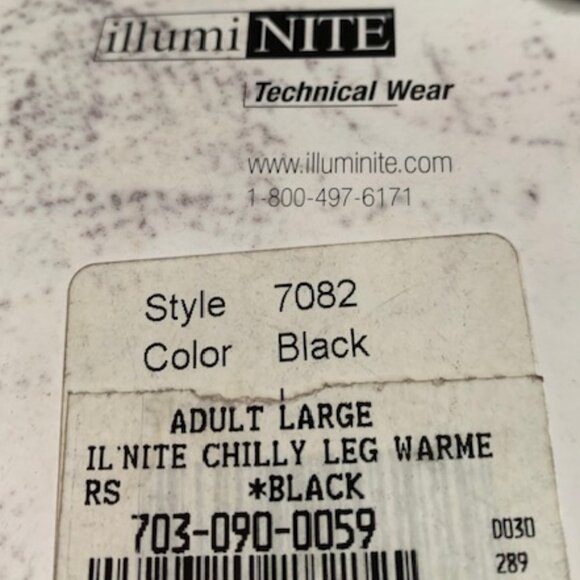 illumiNITE
Technical Wear
www.illuminite.com
1-800-497-6171
Style 7082
Color Black
ADULT LARGE
IL'NITE CHILLY LEG WARME
RS *BLACK
703-090-0059 D030
289